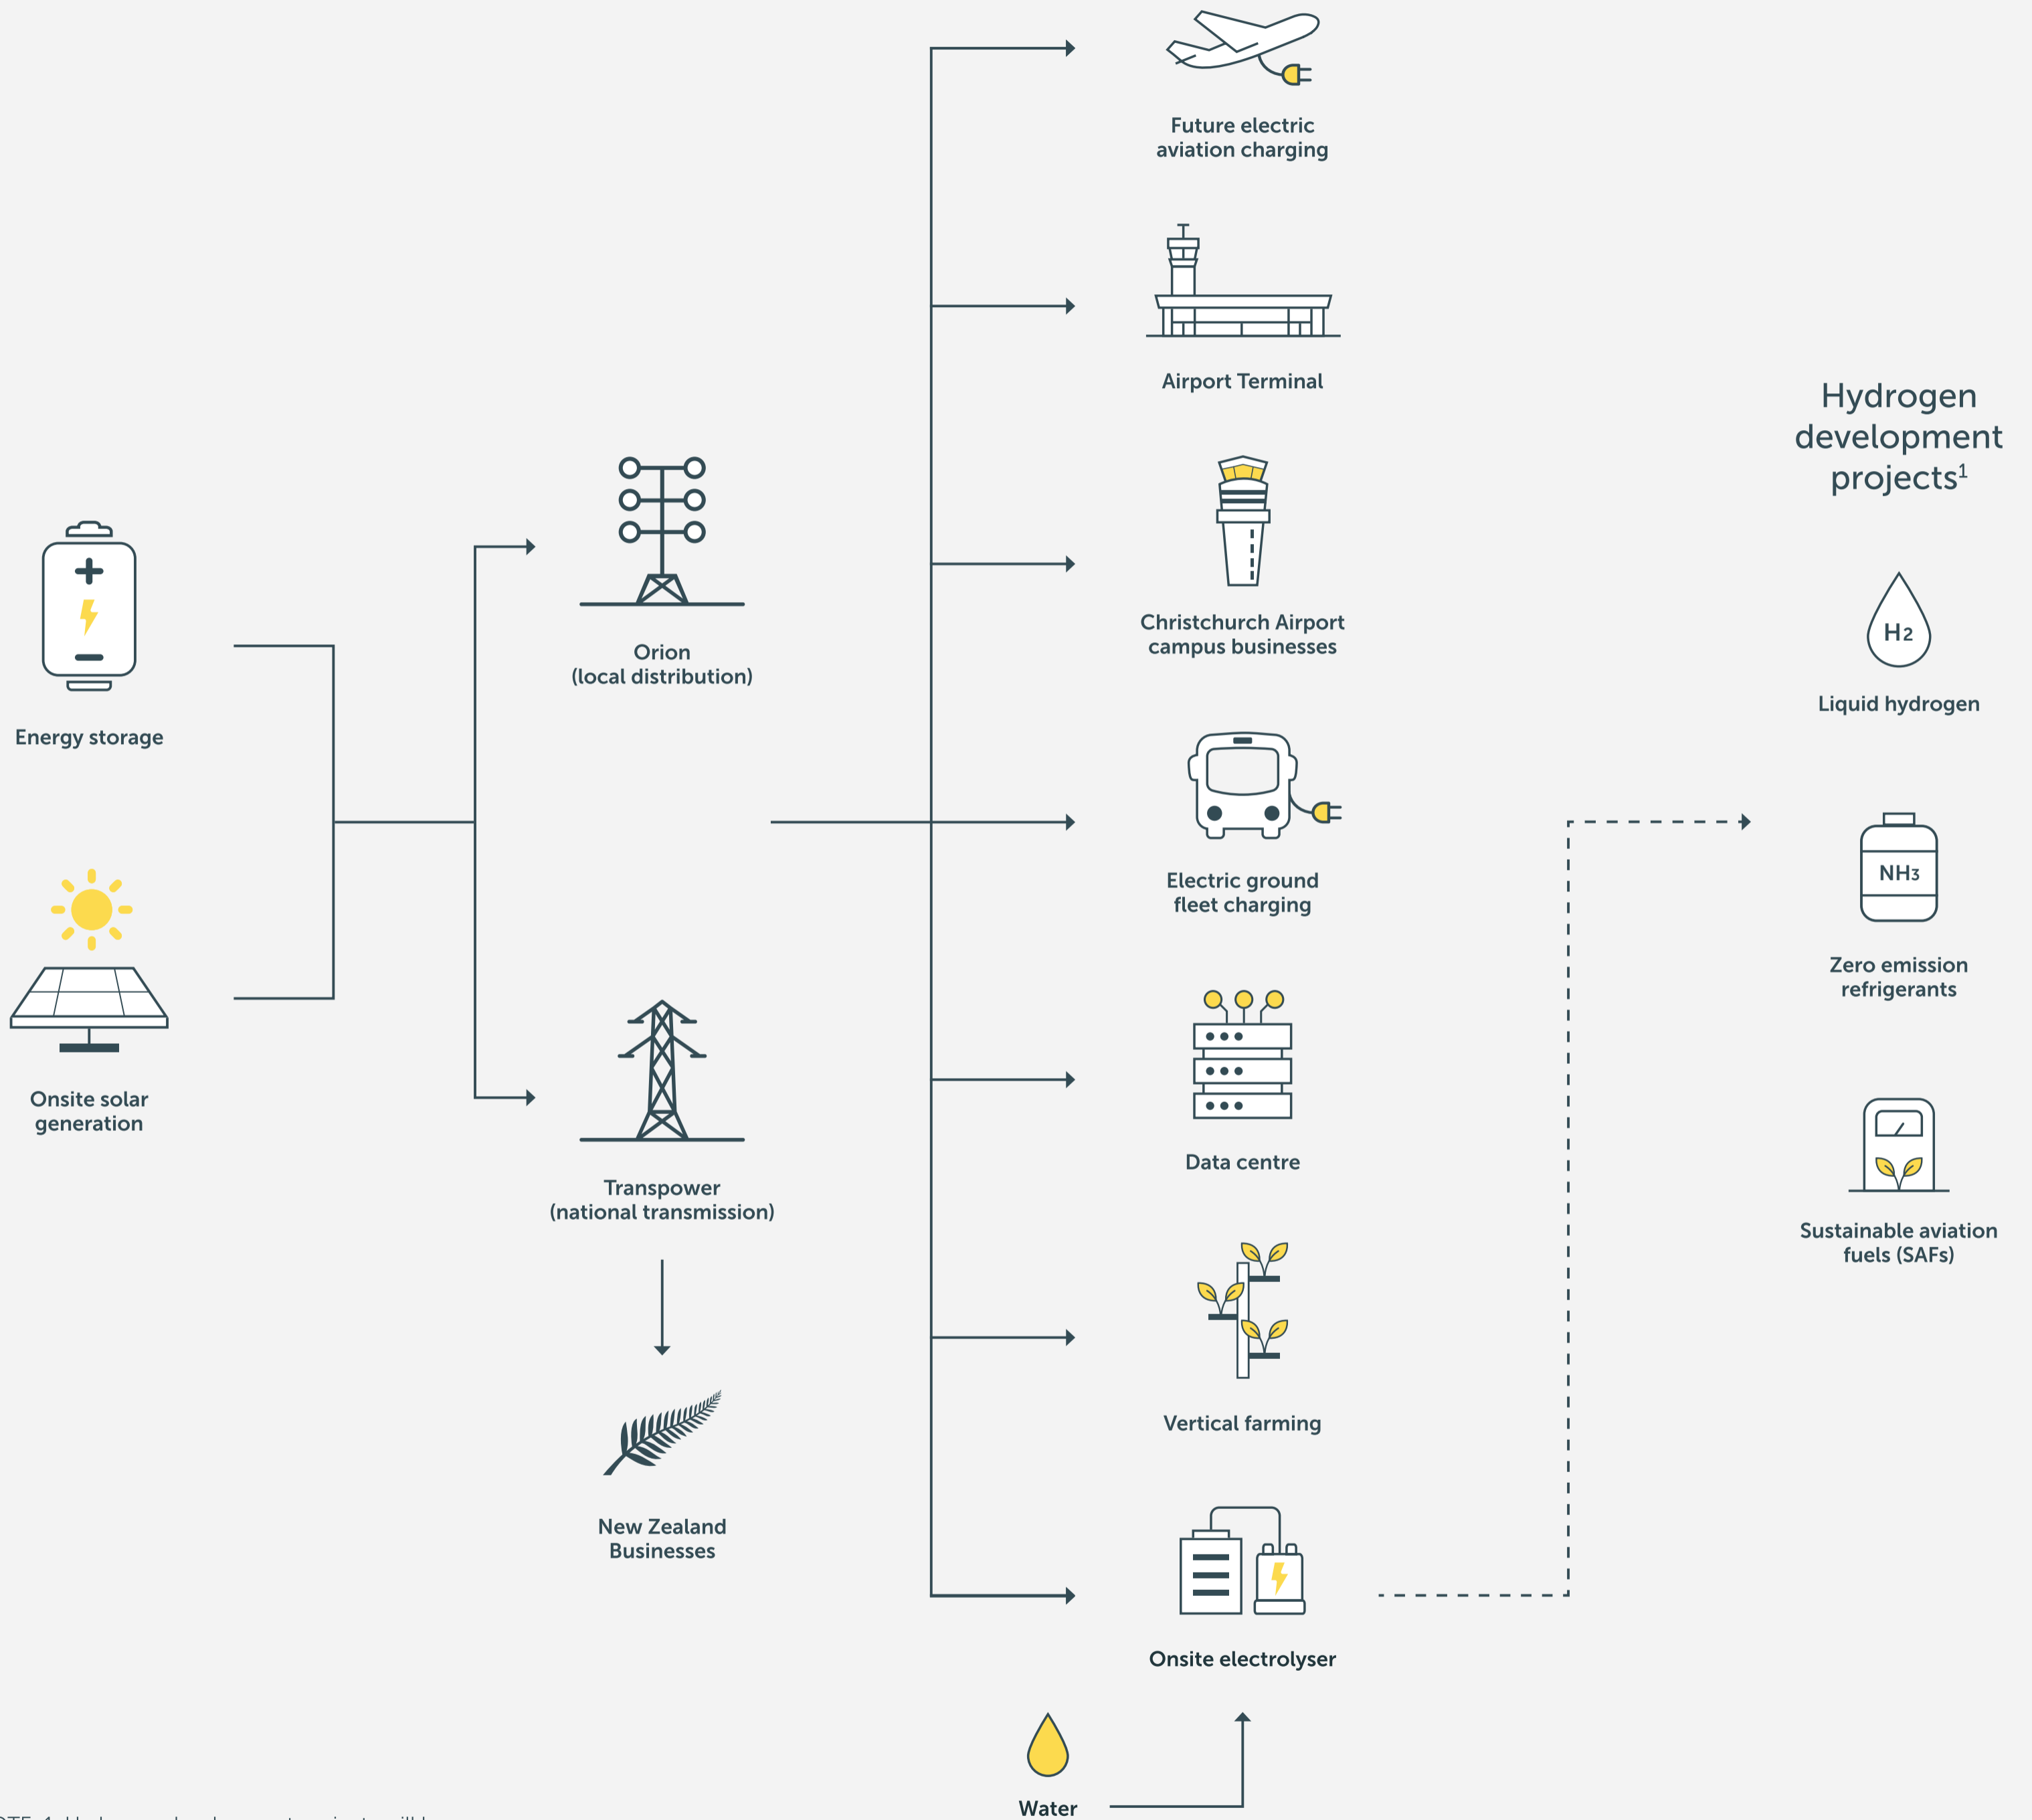 Future electric
aviation charging
Airport Terminal
Christchurch Airport
campus businesses
Electric ground
fleet charging
Data centre
Vertical farming
Onsite electrolyser
Water
Energy storage
Onsite solar
generation
Orion
(local distribution)
Transpower
(national transmission)
New Zealand
Businesses
Hydrogen
development
projects¹
H2
Liquid hydrogen
NH3
Zero emission
refrigerants
Sustainable aviation
fuels (SAFs)